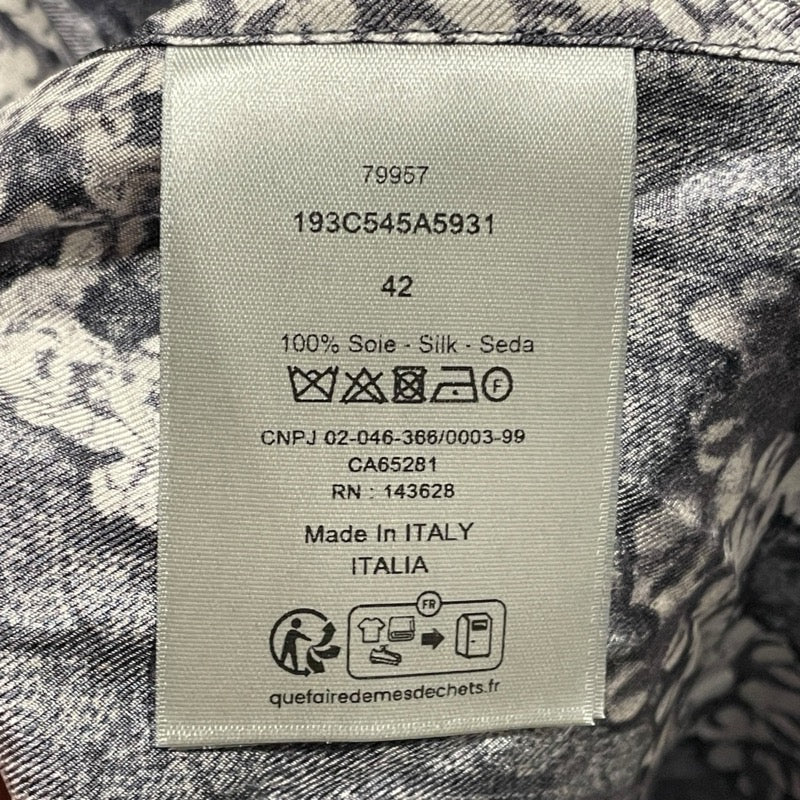 79957
193C545A5931
42
100% Soie - Silk - Seda
F
CNPJ 02-046-366/0003-99
CA65281
RN : 143628
Made In ITALY
ITALIA
FR
quefairedemesdechets.fr